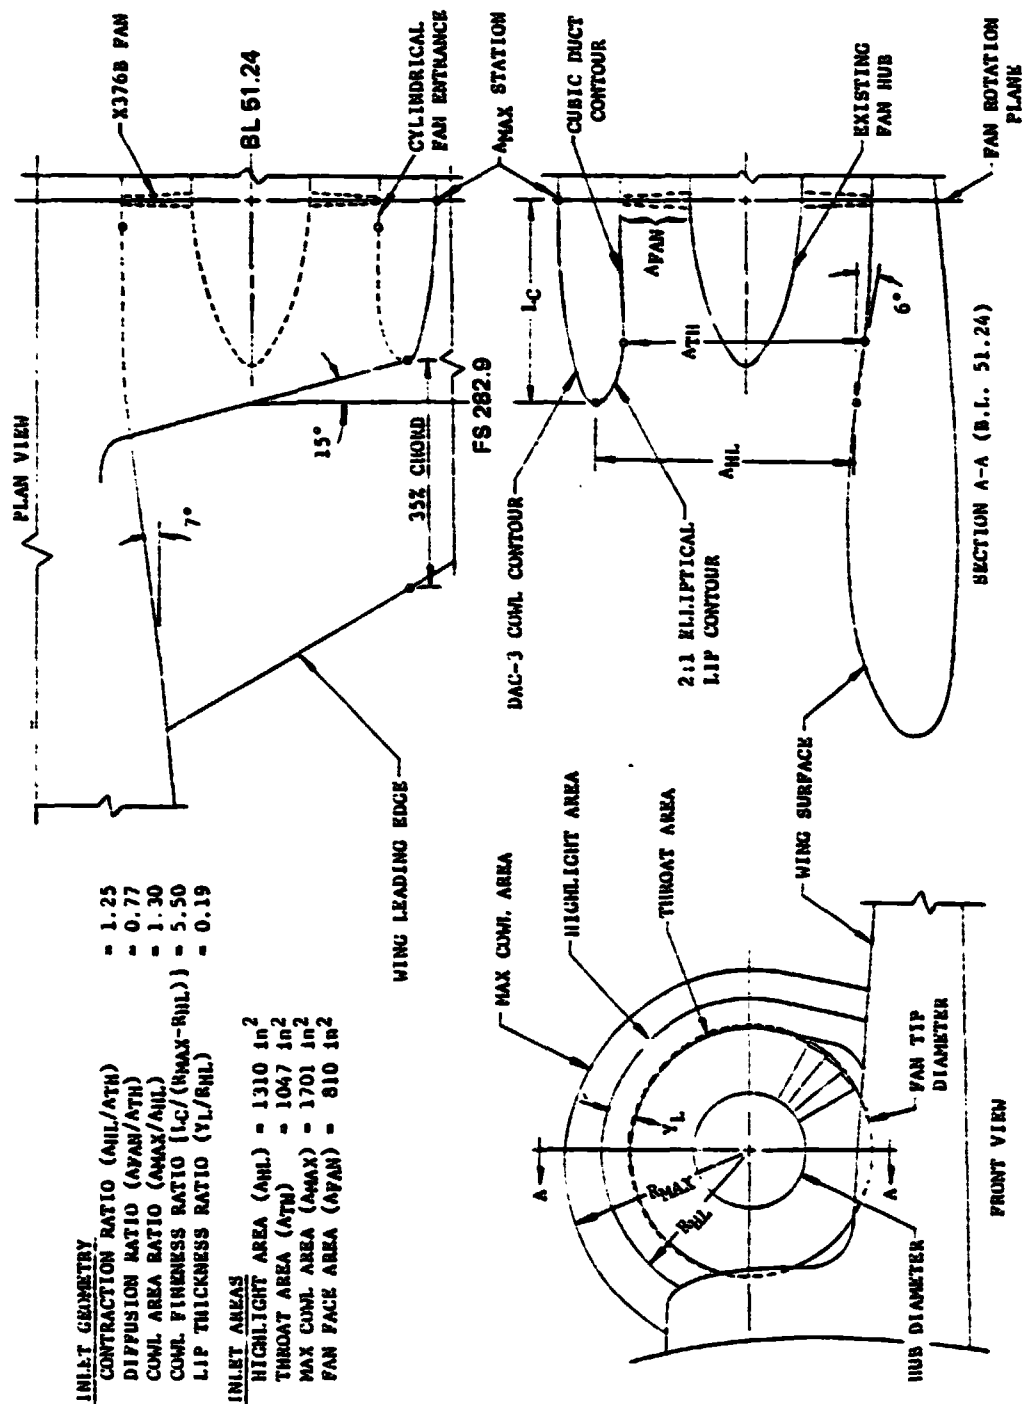 INLET GEOMETRY
CONTRACTION RATIO (AHL/ATH) = 1.25
DIFFUSION RATIO (AFAN/ATH) = 0.77
COWL AREA RATIO (AMAX/AHL) = 1.30
COWL FINENESS RATIO [LC/(RMAX-RHL)] = 5.50
LIP THICKNESS RATIO (YL/RHL) = 0.19
INLET AREAS
HIGHLIGHT AREA (AHL) = 1310 in2
THROAT AREA (ATH) = 1047 in2
MAX COWL AREA (AMAX) = 1701 in2
FAN FACE AREA (AFAN) = 810 in2
PLAN VIEW
X376B FAN
BL 51.24
CYLINDRICAL
FAN ENTRANCE
AMAX STATION
7°
15°
35% CHORD
FS 282.9
WING LEADING EDGE
CUBIC DUCT
CONTOUR
EXISTING
FAN HUB
FAN ROTATION
PLANE
LC
AFAN
ATH
AHL
6°
DAC-3 COWL CONTOUR
2:1 ELLIPTICAL
LIP CONTOUR
WING SURFACE
SECTION A-A (B.L. 51.24)
MAX COWL AREA
HIGHLIGHT AREA
THROAT AREA
A
A
YL
RMAX
RHL
HUB DIAMETER
FAN TIP
DIAMETER
FRONT VIEW